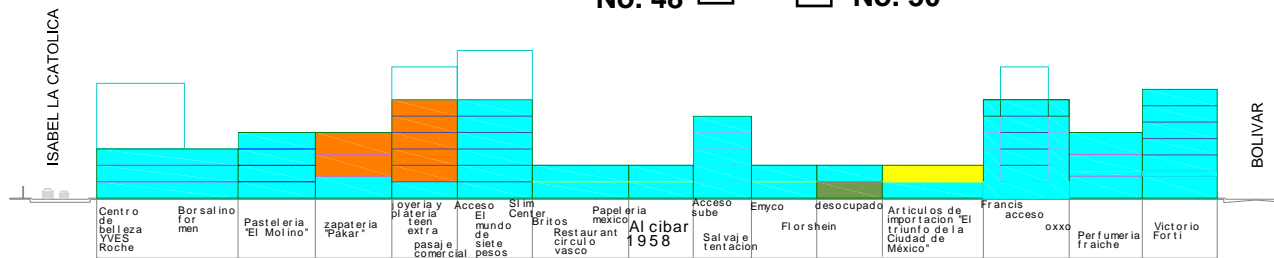 No. 48
No. 50
ISABEL LA CATOLICA
BOLIVAR
Centro
de
belleza
YVES
Roche
Borsalino
for
men
Pasteleria
"El Molino"
zapateria
"Pakar"
joyeria y
plateria
teen
extra
pasaje
comercial
Acceso
El
mundo
de
siete
pesos
Slim
Center
Britos
Restaurant
circulo
vasco
Papeleria
mexico
Al cibar
1958
Acceso
sube
Salvaje
tentacion
Emyco
Florshein
desocupado
Articulos de
importacion "El
triunfo de la
Ciudad de
México"
Francis
acceso
oxxo
Perfumeria
fraiche
Victorio
Forti